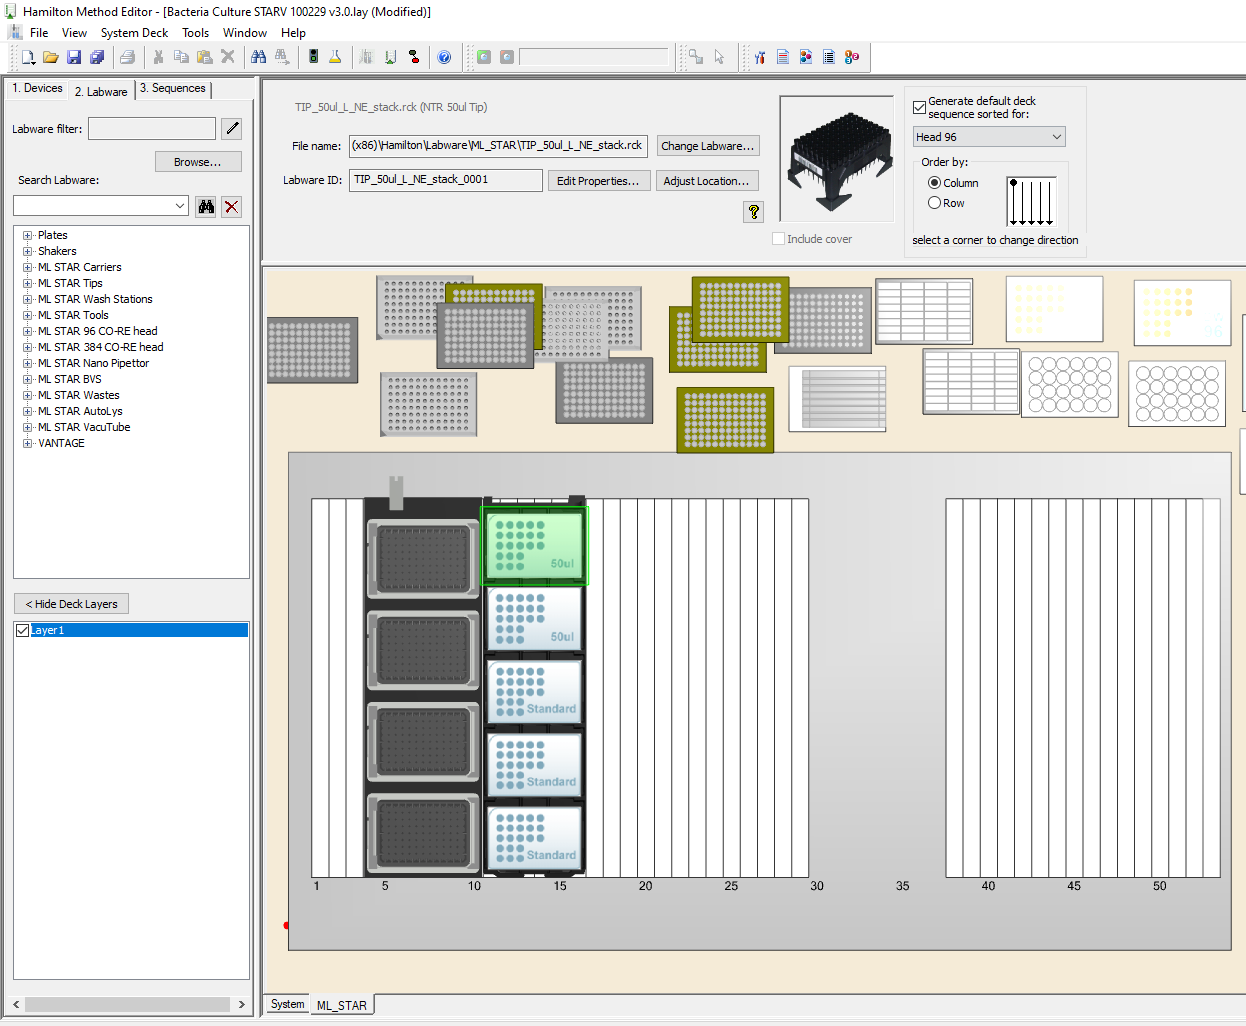 Hamilton Method Editor - [Bacteria Culture STARV 100229 v3.0.lay (Modified)]
File View System Deck Tools Window Help
1. Devices 2. Labware 3. Sequences
Labware filter:
Browse...
Search Labware:
Plates
Shakers
ML STAR Carriers
ML STAR Tips
ML STAR Wash Stations
ML STAR Tools
ML STAR 96 CO-RE head
ML STAR 384 CO-RE head
ML STAR Nano Pipettor
ML STAR BVS
ML STAR Wastes
ML STAR AutoLys
ML STAR VacuTube
VANTAGE
< Hide Deck Layers
Layer1
TIP_50ul_L_NE_stack.rck (NTR 50ul Tip)
File name: (x86)\Hamilton\Labware\ML_STAR\TIP_50ul_L_NE_stack.rck Change Labware...
Labware ID: TIP_50ul_L_NE_stack_0001 Edit Properties... Adjust Location...
?
Include cover
Generate default deck
sequence sorted for:
Head 96
Order by:
Column
Row
select a corner to change direction
50ul
50ul
Standard
Standard
Standard
1 5 10 15 20 25 30 35 40 45 50
System ML_STAR